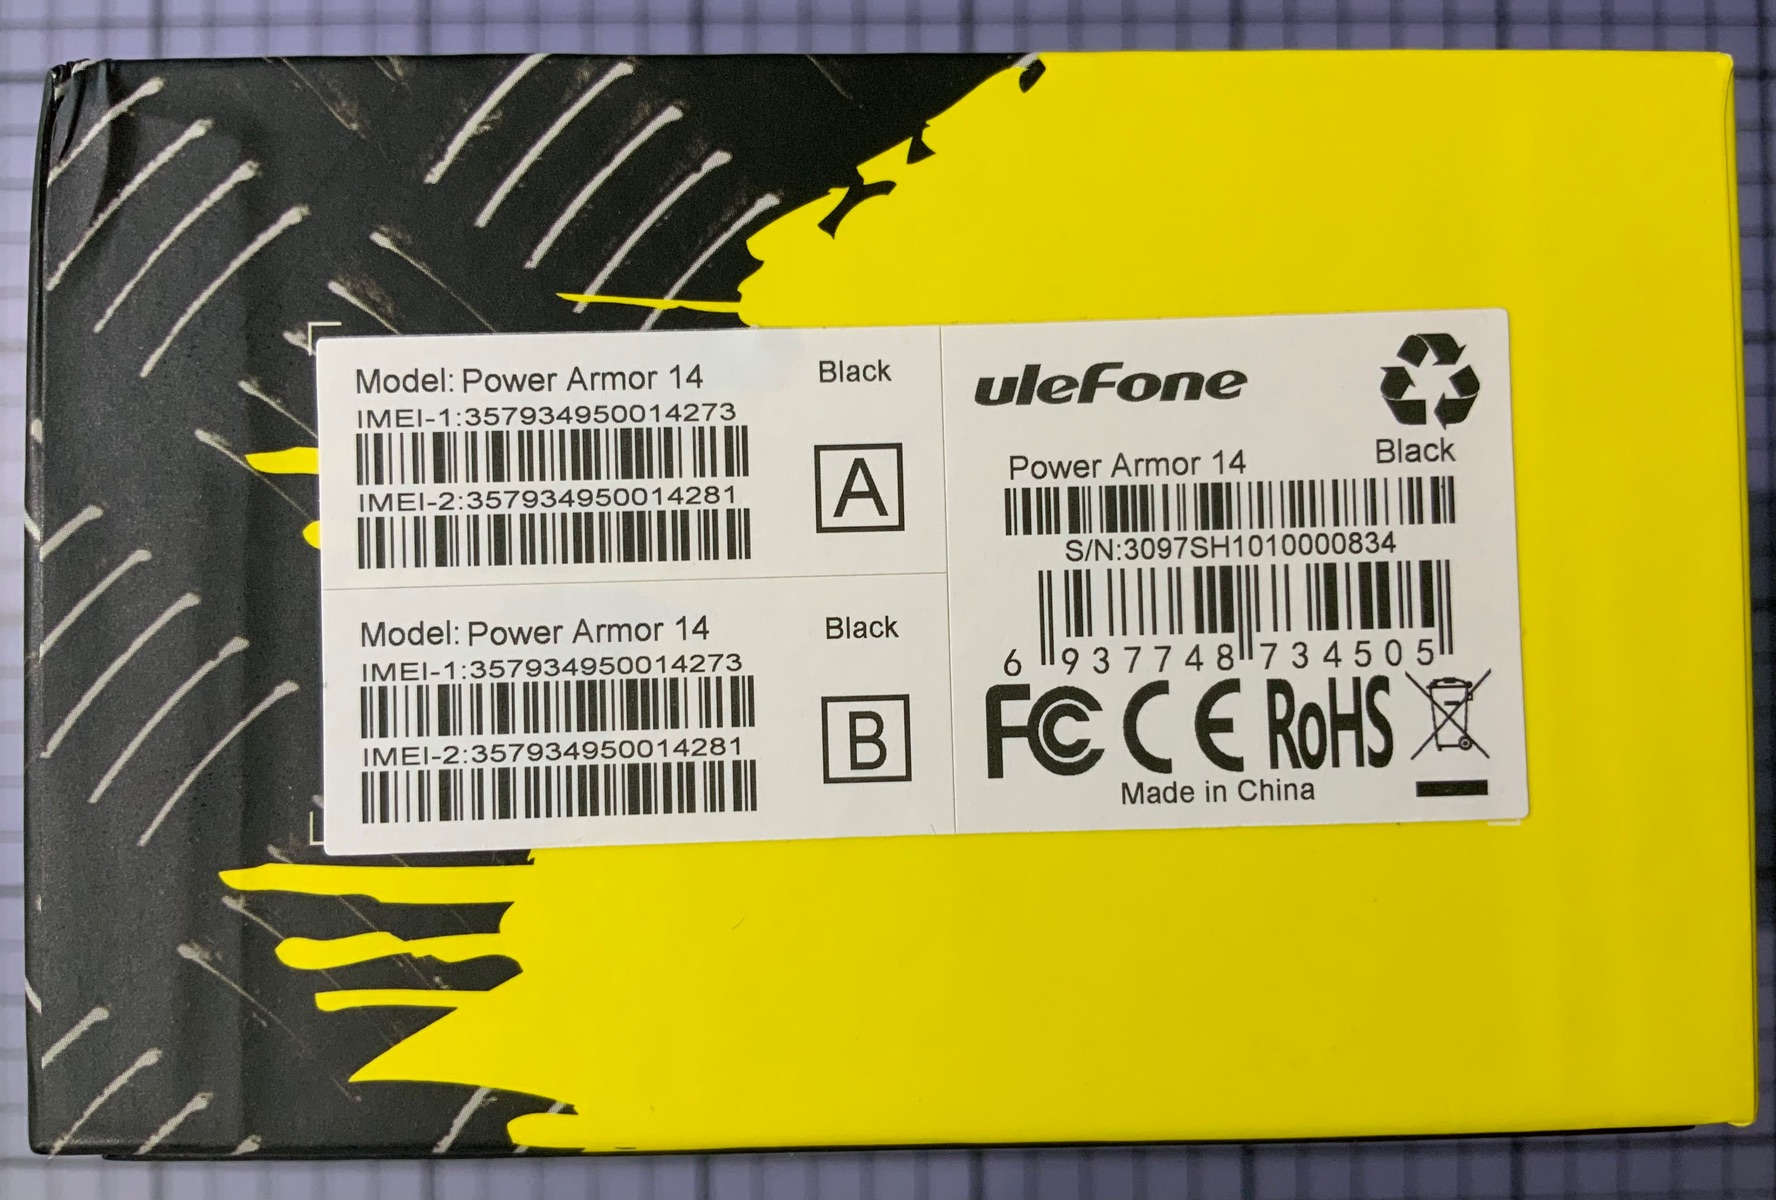 Model: Power Armor 14
Black
IMEI-1:357934950014273
IMEI-2:357934950014281
A
Model: Power Armor 14
Black
IMEI-1:357934950014273
IMEI-2:357934950014281
B
uleFone
Black
Power Armor 14
S/N:3097SH1010000834
6 937748 734505
FC CE RoHS
Made in China